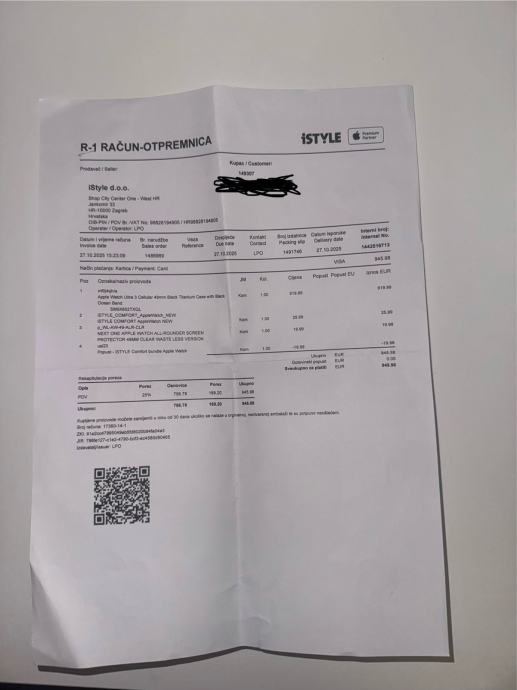 R-1 RAČUN-OTPREMNICA
iSTYLE
Premium
Partner
Prodavač / Seller:
Kupac / Customer:
149307
iStyle d.o.o.
Shop City Center One - West HR
Jankomir 33
HR-10000 Zagreb
Hrvatska
Operater / Operator: LPO
Datum i vrijeme računa Br. narudžbe Veza Dospijeće Kontakt Broj izdatnice Datum isporuke Interni broj:
Invoice date Sales order Reference Due date Contact Packing slip Delivery date Internal No.
27.10.2025 15:23:09 27.10.2025 LPO 1491746 27.10.2025
Način plaćanja: Kartica / Payment: Card VISA 945.98
Poz Oznaka/naziv proizvoda JM Kol. Cijena Popust Popust EU Iznos EUR
1 Kom 1.00 919.99 919.99
Apple Watch Ultra 3 Cellular 49mm Black Titanium Case with Black
Ocean Band
2 iSTYLE_COMFORT_AppleWatch_NEW Kom 1.00 25.99 25.99
iSTYLE COMFORT AppleWatch NEW
3 Kom 1.00 19.99 19.99
NEXT ONE APPLE WATCH ALL-ROUNDER SCREEN
PROTECTOR 49MM CLEAR WASTE LESS VERSION
4 Kom 1.00 -19.99 -19.99
Popust - iSTYLE Comfort bundle Apple Watch
Ukupno EUR 945.98
Gotovinski popust EUR 0.00
Sveukupno za platiti EUR 945.98
Rekapitulacija poreza
Opis Porez Osnovica Porez Ukupno
PDV 25% 756,78 189,20 945.98
Ukupno: 756,78 189,20 945.98
Broj računa: 17360-14-1
Izdavatelj/Issuer: LPO